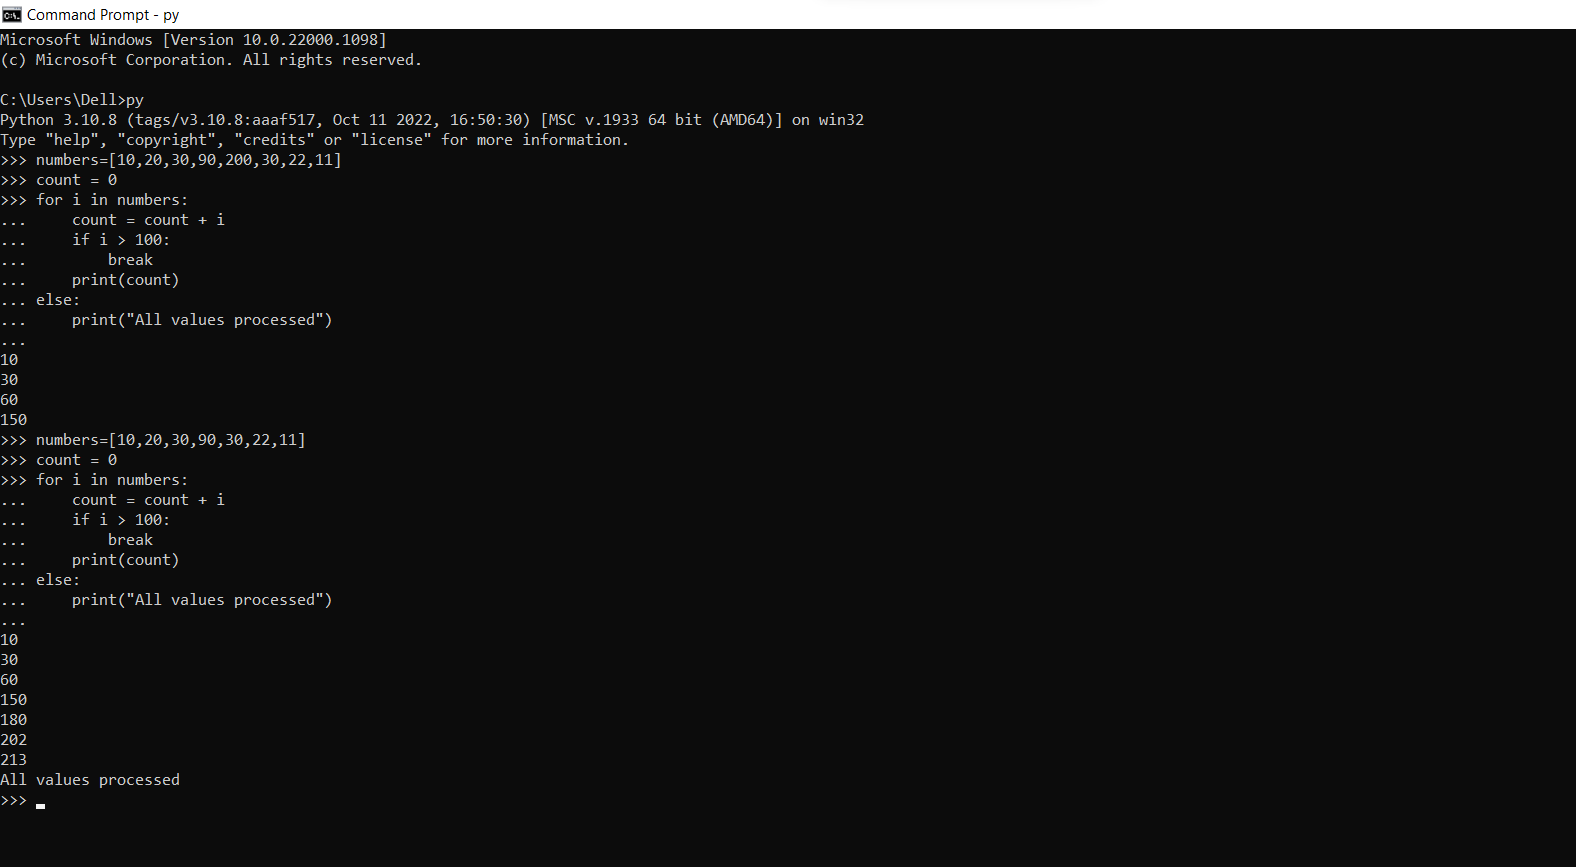 Command Prompt - py
Microsoft Windows [Version 10.0.22000.1098]
(c) Microsoft Corporation. All rights reserved.

C:\Users\Dell>py
Python 3.10.8 (tags/v3.10.8:aaaf517, Oct 11 2022, 16:50:30) [MSC v.1933 64 bit (AMD64)] on win32
Type "help", "copyright", "credits" or "license" for more information.
>>> numbers=[10,20,30,90,200,30,22,11]
>>> count = 0
>>> for i in numbers:
...     count = count + i
...     if i > 100:
...         break
...     print(count)
... else:
...     print("All values processed")
...
10
30
60
150
>>> numbers=[10,20,30,90,30,22,11]
>>> count = 0
>>> for i in numbers:
...     count = count + i
...     if i > 100:
...         break
...     print(count)
... else:
...     print("All values processed")
...
10
30
60
150
180
202
213
All values processed
>>>